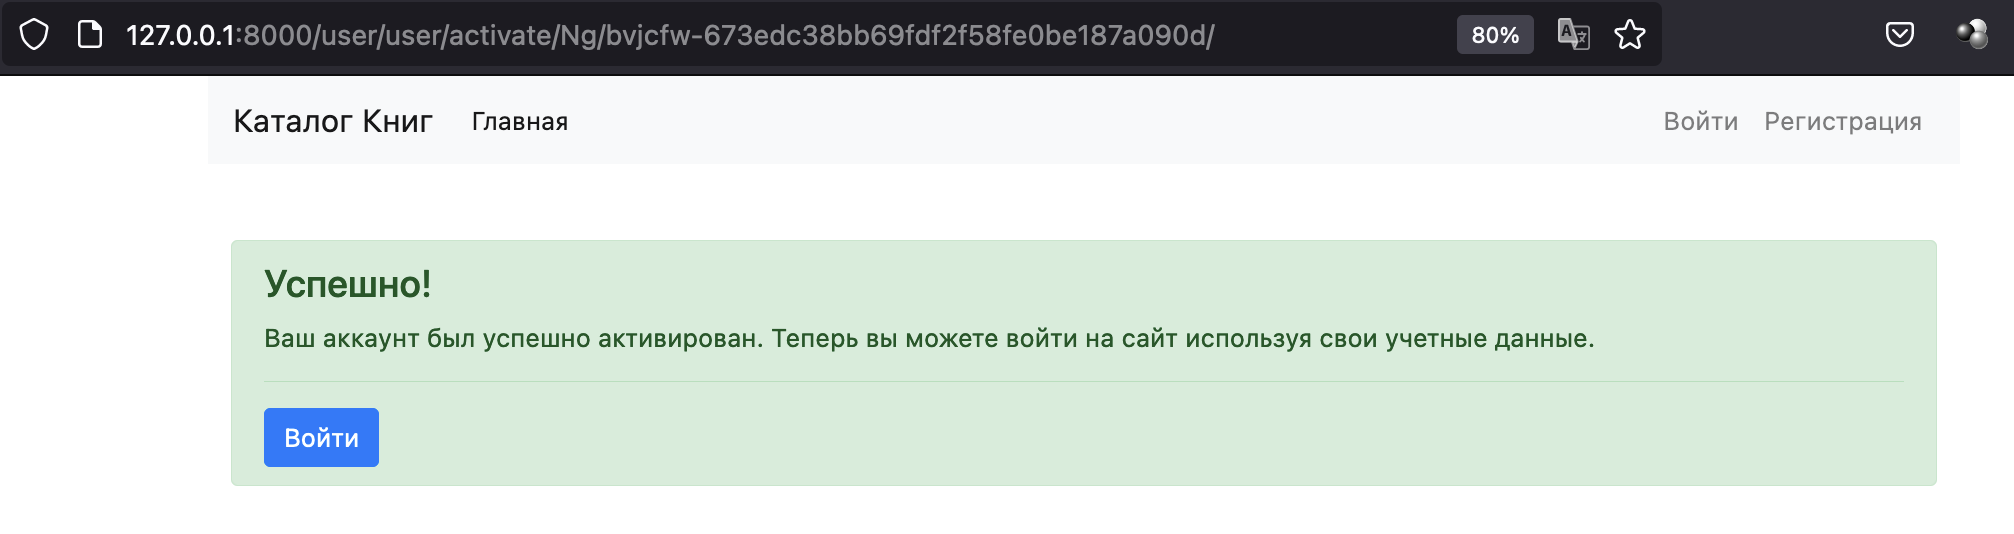 127.0.0.1:8000/user/user/activate/Ng/bvjcfw-673edc38bb69fdf2f58fe0be187a090d/ 80%
Каталог Книг Главная Войти Регистрация
Успешно!
Ваш аккаунт был успешно активирован. Теперь вы можете войти на сайт используя свои учетные данные.
Войти